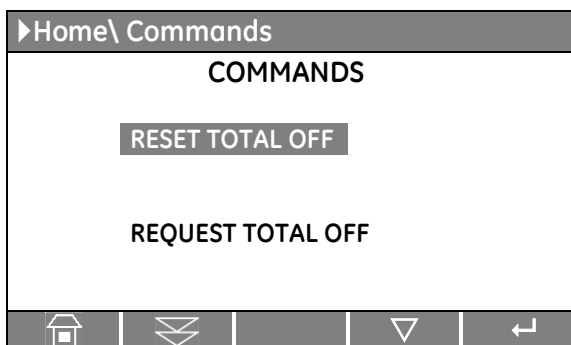 Home\ Commands
COMMANDS
RESET TOTAL OFF
REQUEST TOTAL OFF